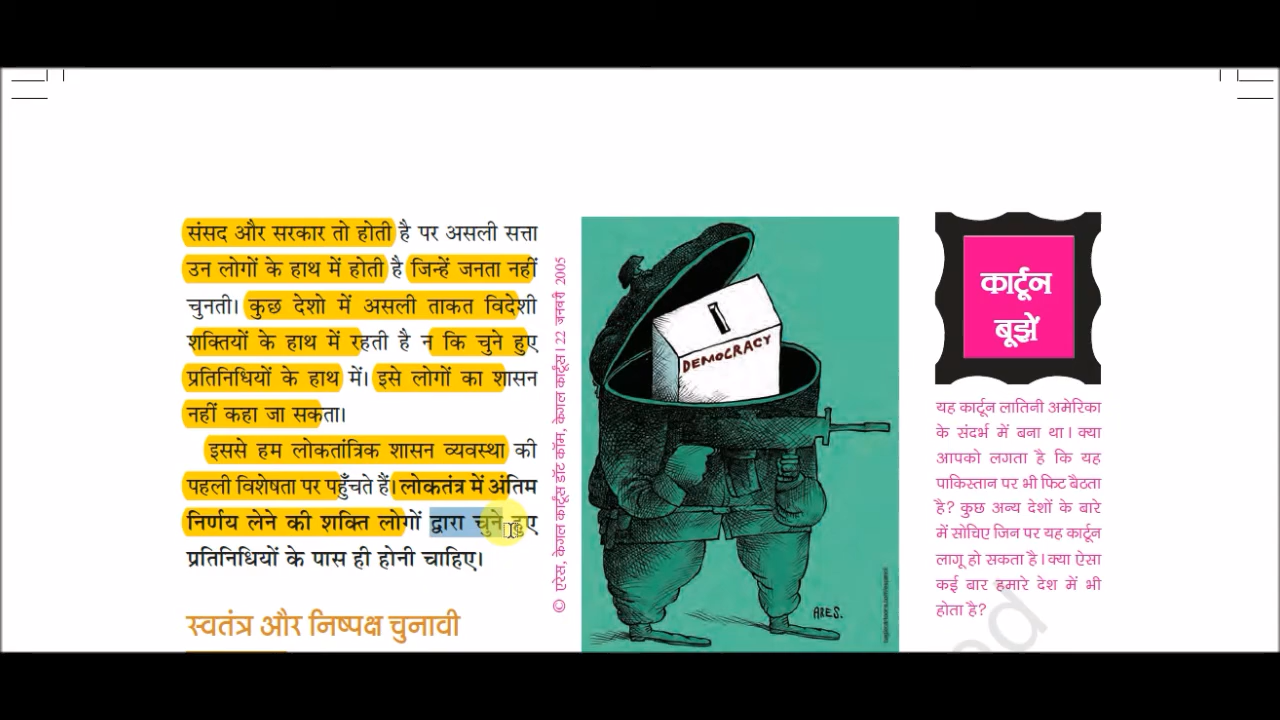 संसद और सरकार तो होती है पर असली सत्ता
उन लोगों के हाथ में होती है जिन्हें जनता नहीं
चुनती। कुछ देशो में असली ताकत विदेशी
शक्तियों के हाथ में रहती है न कि चुने हुए
प्रतिनिधियों के हाथ में। इसे लोगों का शासन
नहीं कहा जा सकता।
इससे हम लोकतांत्रिक शासन व्यवस्था की
पहली विशेषता पर पहुँचते हैं। लोकतंत्र में अंतिम
निर्णय लेने की शक्ति लोगों द्वारा चुने हुए
प्रतिनिधियों के पास ही होनी चाहिए।
स्वतंत्र और निष्पक्ष चुनावी
© एरेस, केगल कार्टूंस डॉट कॉम, केगल कार्टूंस। 22 जनवरी 2005
DEMOCRACY
ARES.
कार्टून
बूझें
यह कार्टून लातिनी अमेरिका
के संदर्भ में बना था। क्या
आपको लगता है कि यह
पाकिस्तान पर भी फिट बैठता
है? कुछ अन्य देशों के बारे
में सोचिए जिन पर यह कार्टून
लागू हो सकता है। क्या ऐसा
कई बार हमारे देश में भी
होता है?